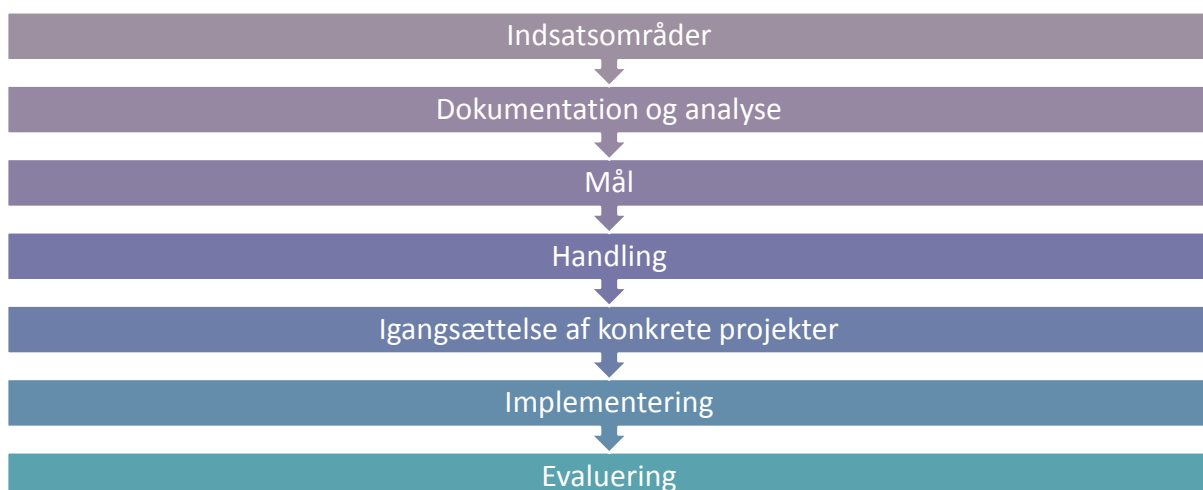 Indsatsområder
Dokumentation og analyse
Mål
Handling
Igangsættelse af konkrete projekter
Implementering
Evaluering